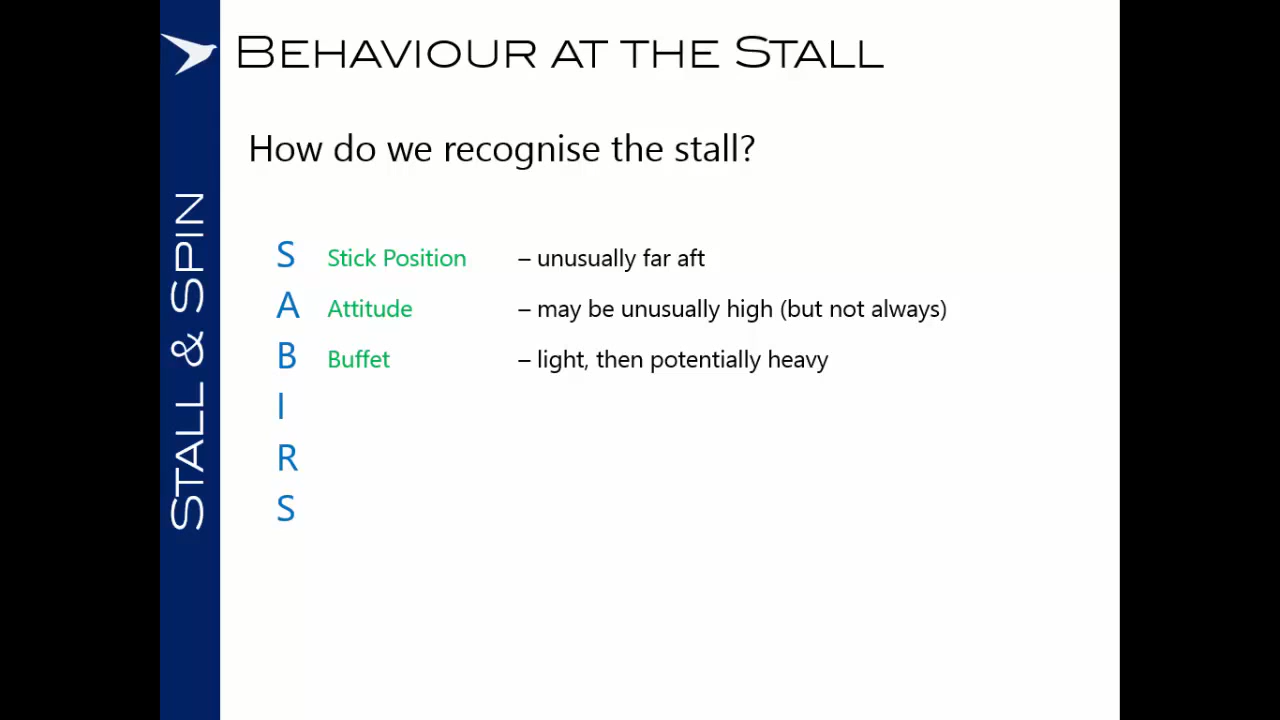 BEHAVIOUR AT THE STALL
How do we recognise the stall?
S Stick Position – unusually far aft
A Attitude – may be unusually high (but not always)
B Buffet – light, then potentially heavy
I
R
S
STALL & SPIN